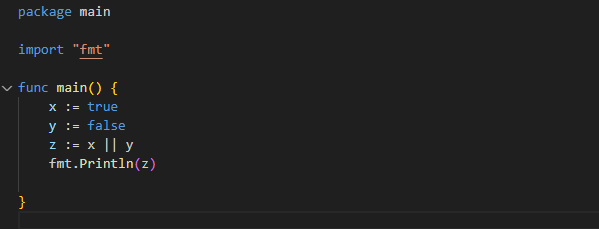 package main
import "fmt"
func main() {
x := true
y := false
z := x || y
fmt.Println(z)
}